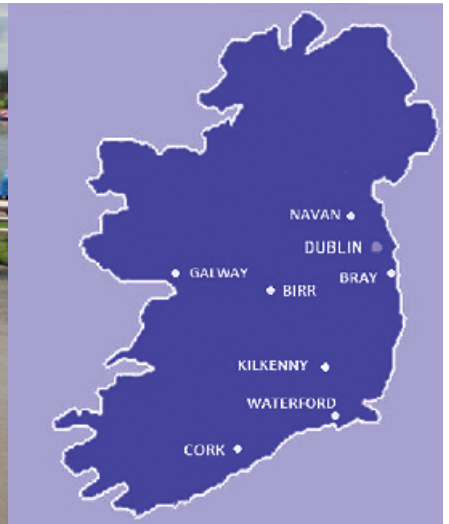 NAVAN
DUBLIN
BRAY
GALWAY
BIRR
KILKENNY
WATERFORD
CORK